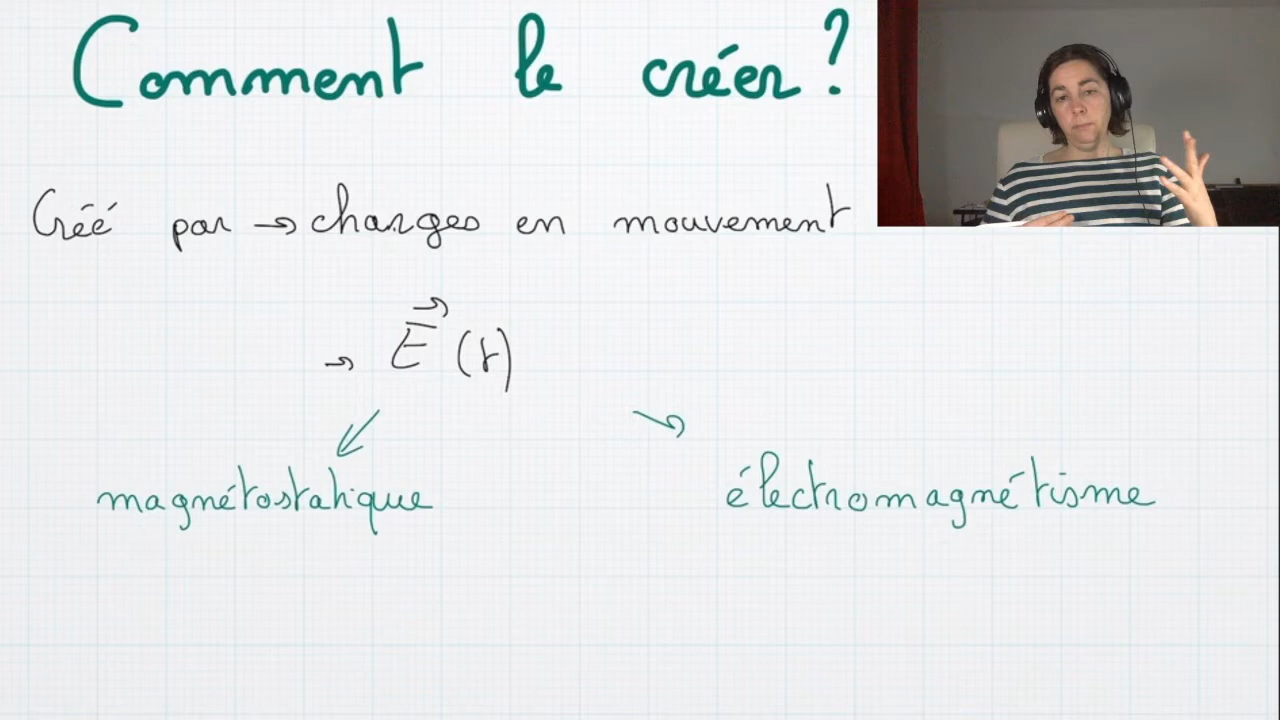 Comment le créer ?
Créé par → charges en mouvement
→ E⃗ (t)
magnétostatique
électromagnétisme